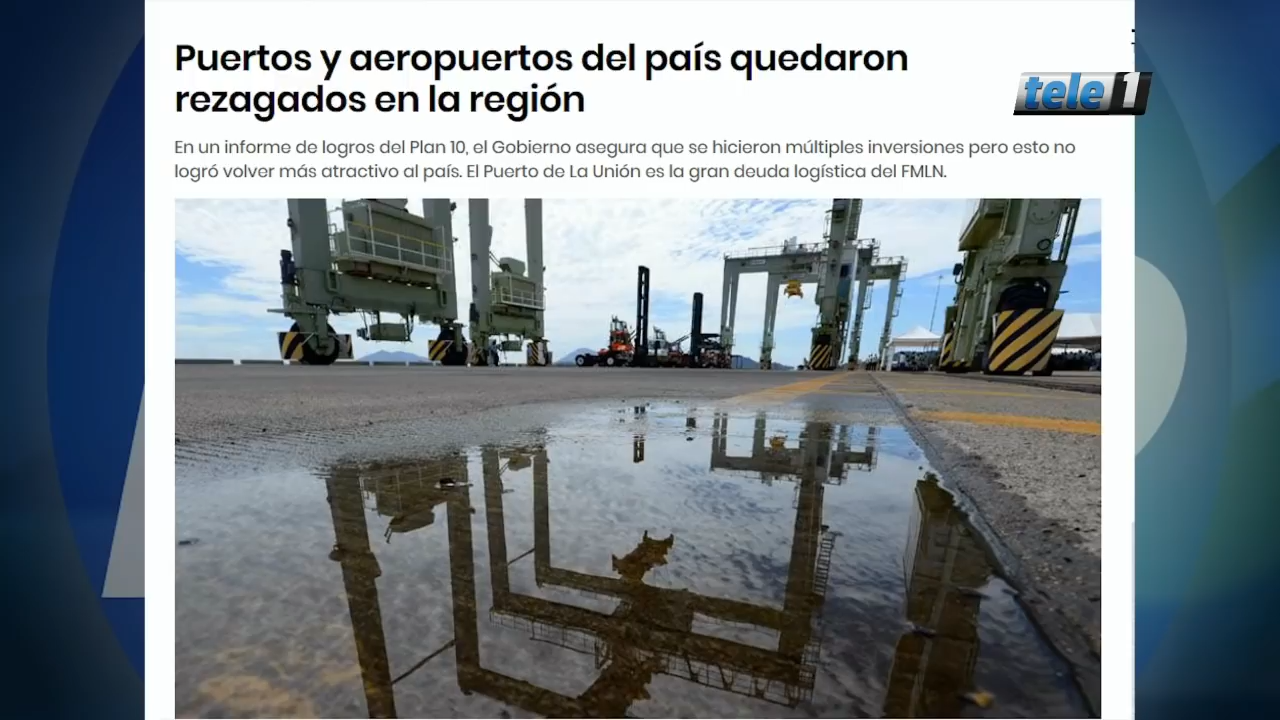 Puertos y aeropuertos del país quedaron
rezagados en la región
tele 1
En un informe de logros del Plan 10, el Gobierno asegura que se hicieron múltiples inversiones pero esto no
logró volver más atractivo al país. El Puerto de La Unión es la gran deuda logística del FMLN.